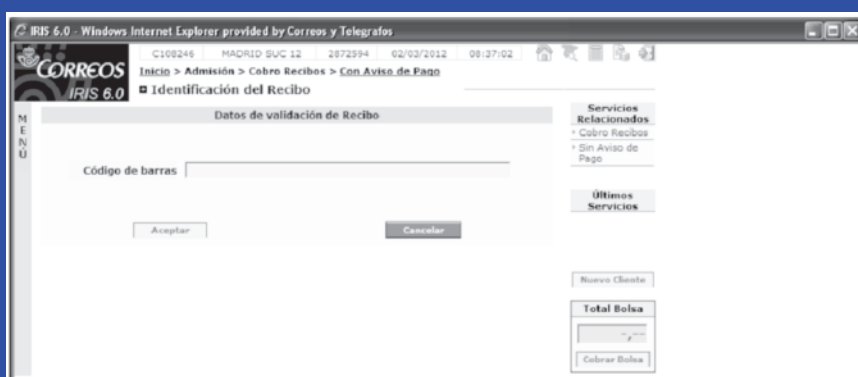 IRIS 6.0 - Windows Internet Explorer provided by Correos y Telegrafos
C108246 MADRID SUC 12 2872594 02/03/2012 08:37:02
CORREOS
IRIS 6.0
Inicio > Admisión > Cobro Recibos > Con Aviso de Pago
Identificación del Recibo
MENÚ
Datos de validación de Recibo
Código de barras
Aceptar
Cancelar
Servicios
Relacionados
Cobro Recibos
Sin Aviso de
Pago
Últimos
Servicios
Nuevo Cliente
Total Bolsa
-,--
Cobrar Bolsa